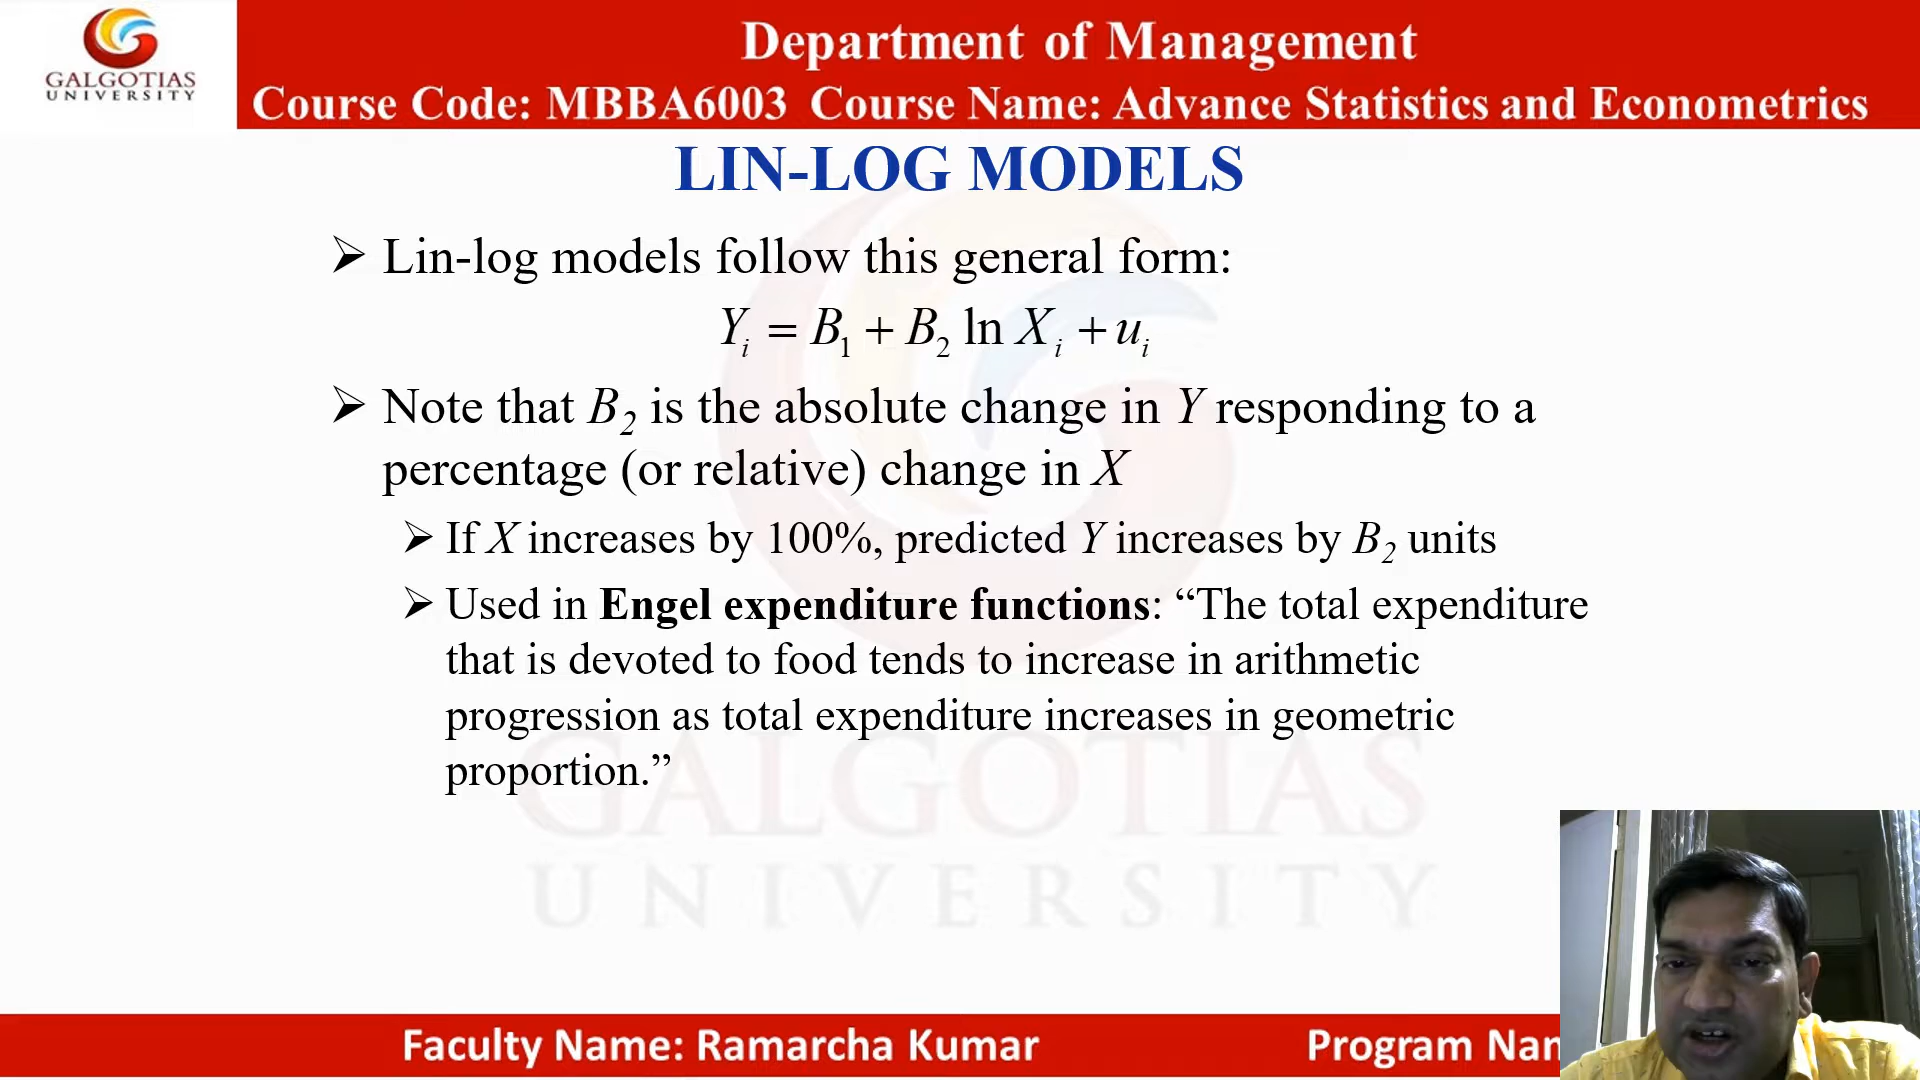 GALGOTIAS
UNIVERSITY
Department of Management
Course Code: MBBA6003 Course Name: Advance Statistics and Econometrics
LIN-LOG MODELS
➢ Lin-log models follow this general form:
Yᵢ = B₁ + B₂ ln Xᵢ + uᵢ
➢ Note that B₂ is the absolute change in Y responding to a
percentage (or relative) change in X
➢ If X increases by 100%, predicted Y increases by B₂ units
➢ Used in Engel expenditure functions: “The total expenditure
that is devoted to food tends to increase in arithmetic
progression as total expenditure increases in geometric
proportion.”
GALGOTIAS
UNIVERSITY
Faculty Name: Ramarcha Kumar
Program